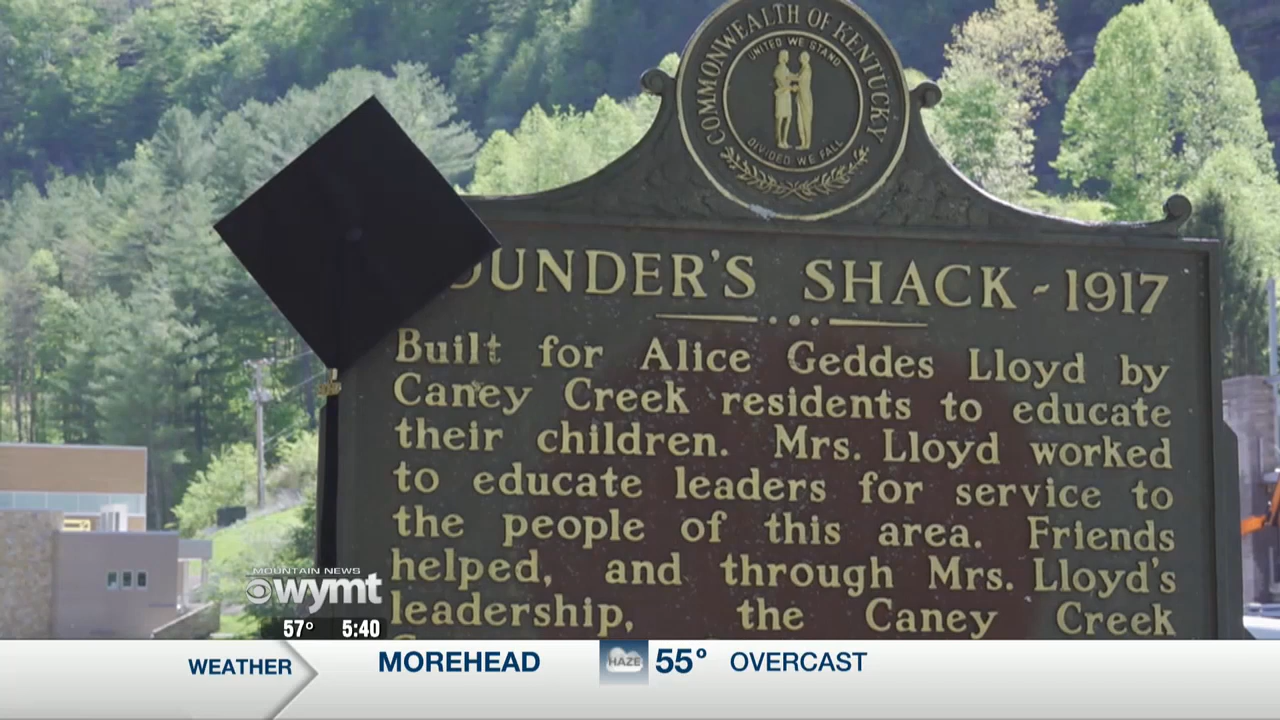 COMMONWEALTH OF KENTUCKY
UNITED WE STAND
DIVIDED WE FALL
OUNDER'S SHACK - 1917
Built for Alice Geddes Lloyd by
Caney Creek residents to educate
their children. Mrs. Lloyd worked
to educate leaders for service to
the people of this area. Friends
helped, and through Mrs. Lloyd's
leadership, the Caney Creek
MOUNTAIN NEWS
wymt
57° 5:40
WEATHER MOREHEAD HAZE 55° OVERCAST